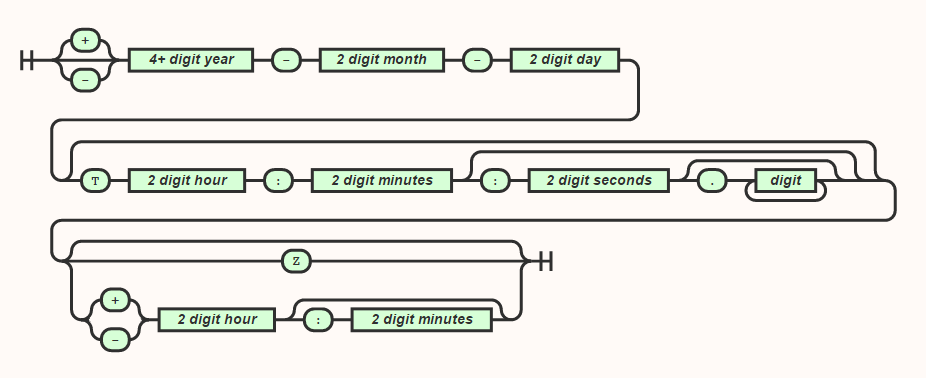 +
4+ digit year - 2 digit month - 2 digit day
-
T 2 digit hour : 2 digit minutes : 2 digit seconds . digit
Z
+
2 digit hour : 2 digit minutes
-